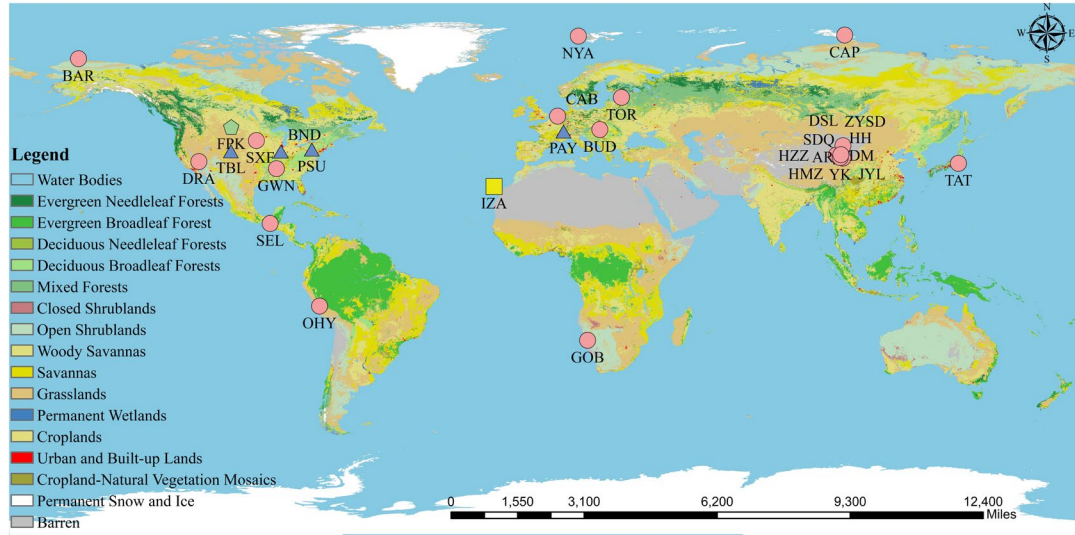 N
W E
S
NYA
CAP
BAR
CAB
TOR
DSL ZYSD
FPK
BND
SXF
TBL
PSU
PAY
BUD
SDQ HH
HZZ AR DM
HMZ YK JYL
TAT
DRA
GWN
IZA
SEL
OHY
GOB
Legend
Water Bodies
Evergreen Needleleaf Forests
Evergreen Broadleaf Forest
Deciduous Needleleaf Forests
Deciduous Broadleaf Forests
Mixed Forests
Closed Shrublands
Open Shrublands
Woody Savannas
Savannas
Grasslands
Permanent Wetlands
Croplands
Urban and Built-up Lands
Cropland-Natural Vegetation Mosaics
Permanent Snow and Ice
Barren
0 1,550 3,100 6,200 9,300 12,400
Miles